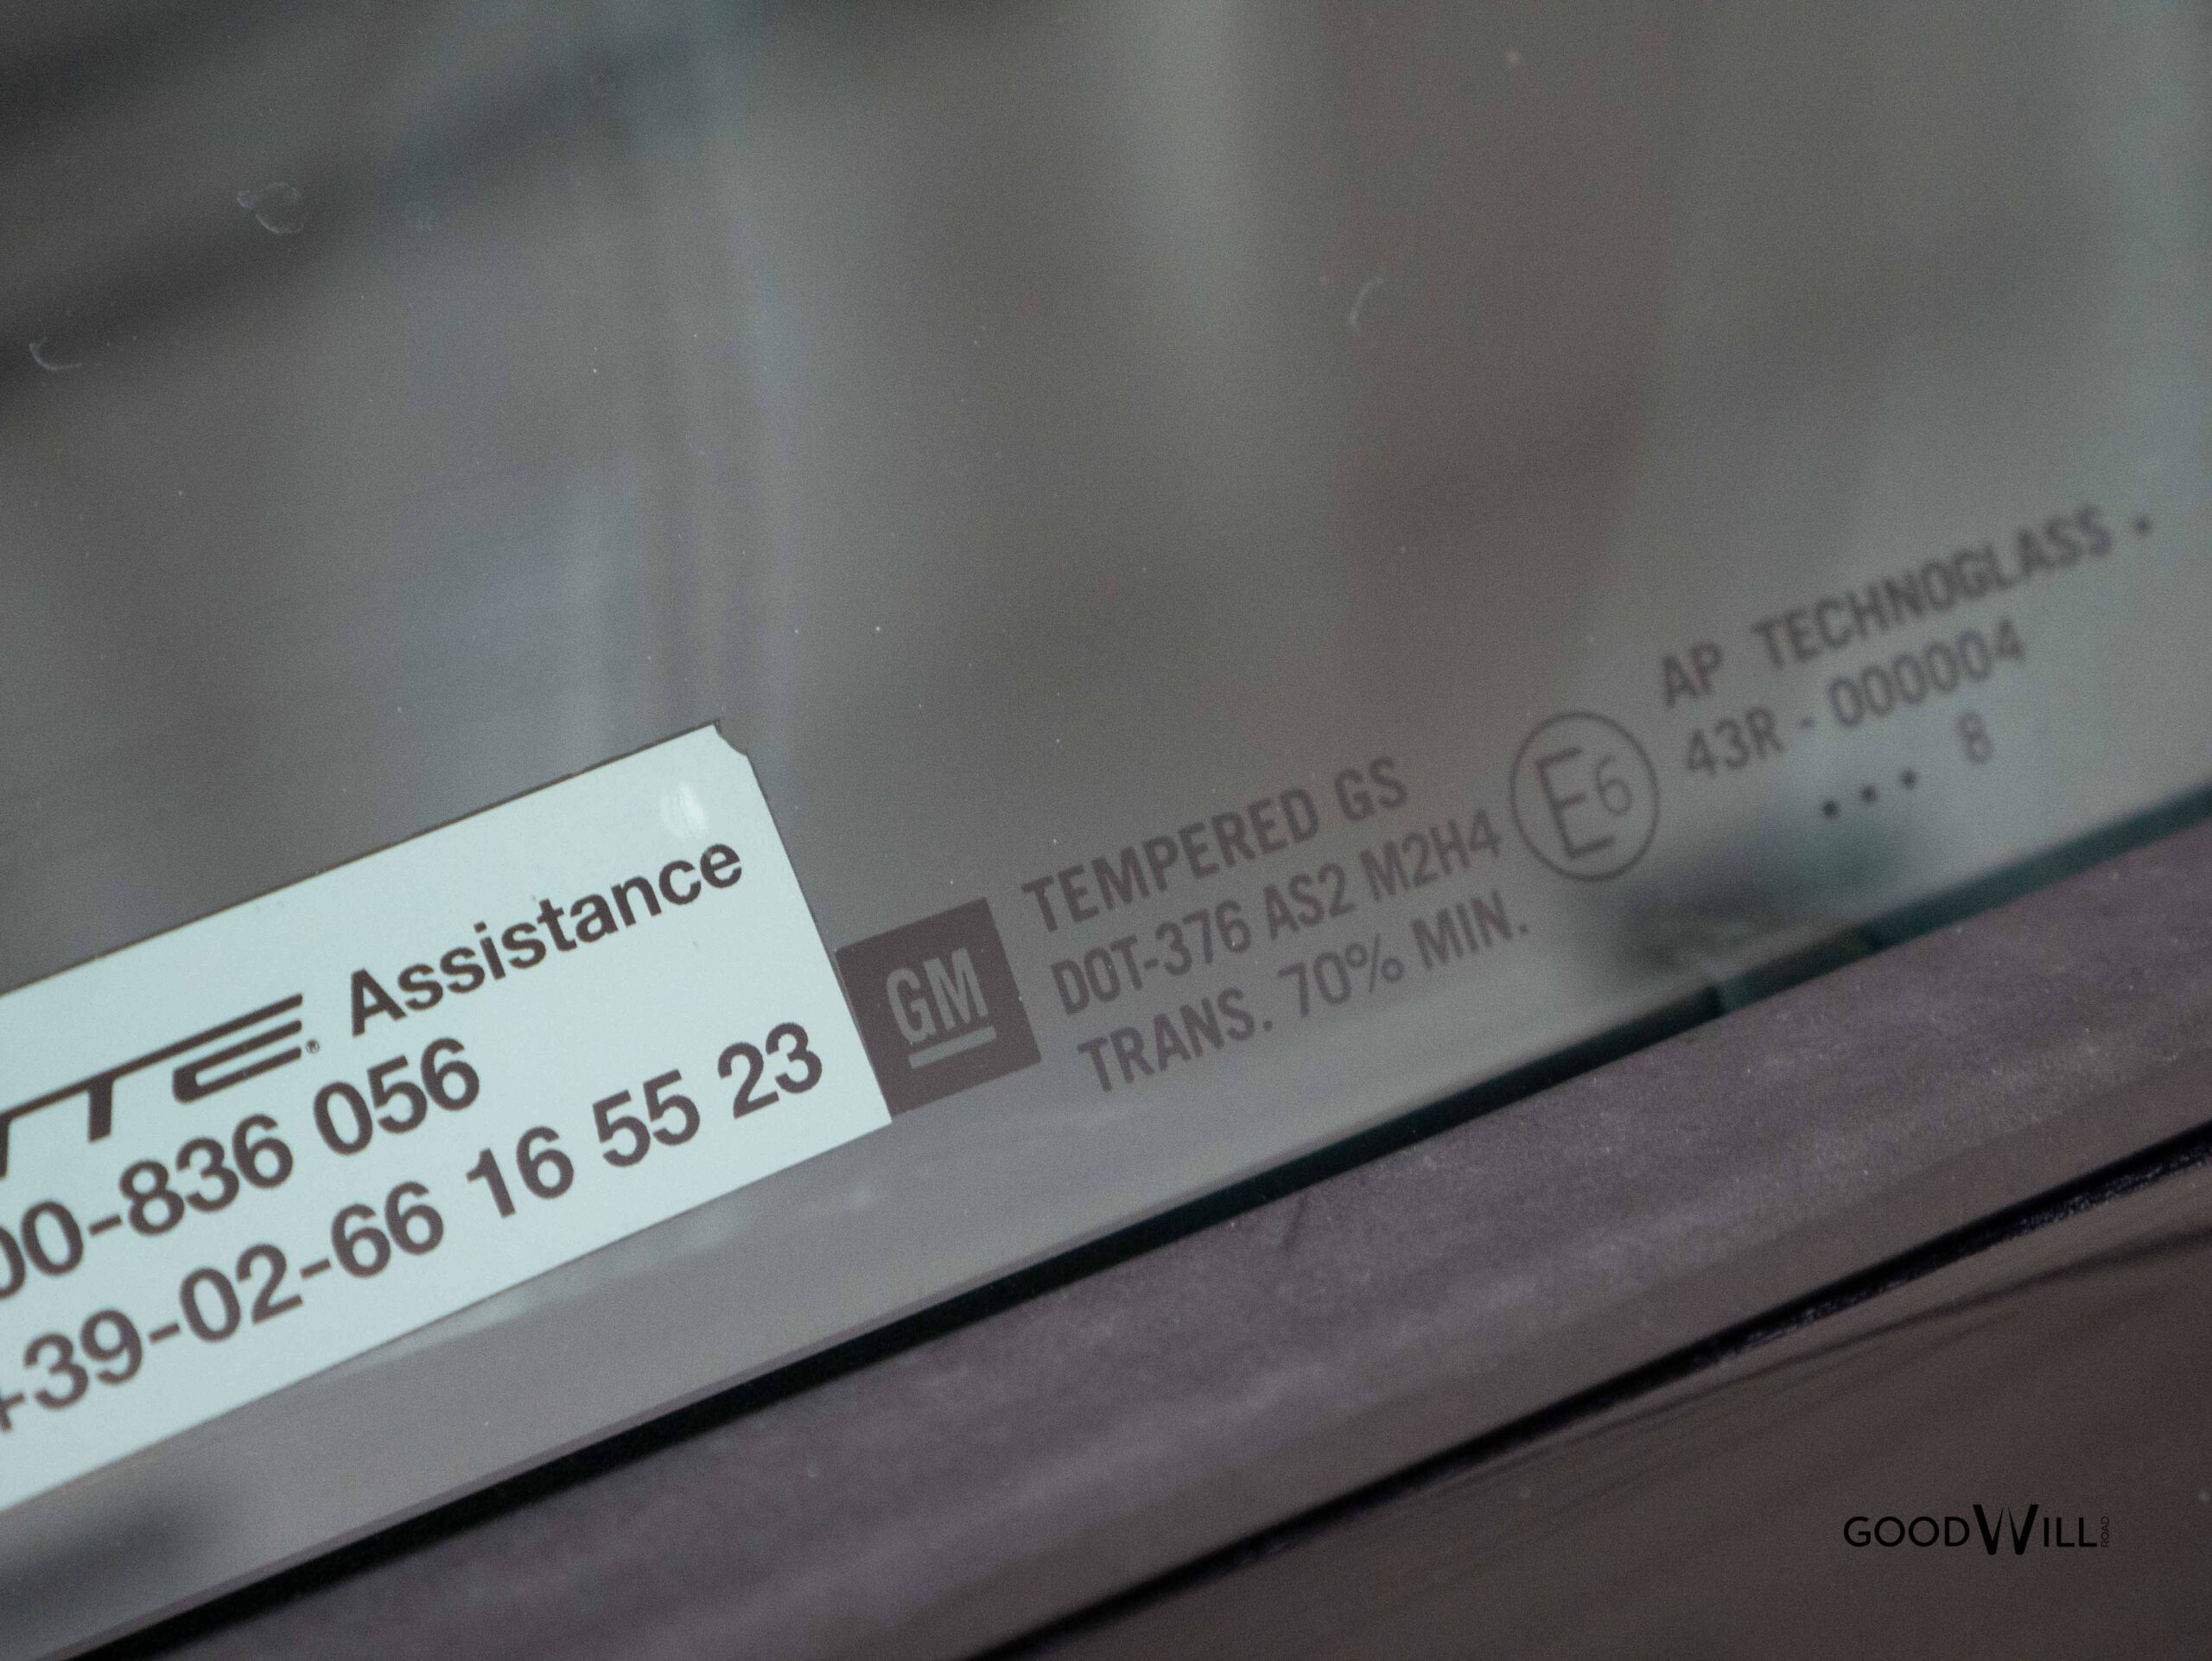 TTE® Assistance
00-836 056
+39-02-66 16 55 23
GM
TEMPERED GS
DOT-376 AS2 M2H4
TRANS. 70% MIN.
E6
AP TECHNOGLASS .
43R - 000004
... 8
GOODWILL ROAD